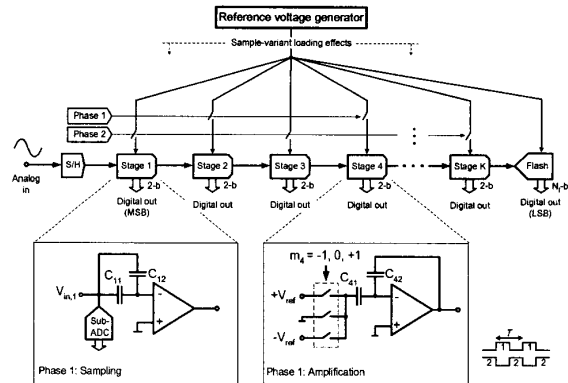 Reference voltage generator
Sample-variant loading effects
Phase 1
Phase 2
S/H
Stage 1
Stage 2
Stage 3
Stage 4
Stage K
Flash
Analog in
2-b
2-b
2-b
2-b
2-b
N_f-b
Digital out (MSB)
Digital out
Digital out
Digital out
Digital out
Digital out (LSB)
C_11
C_12
V_in,1
-
+
Sub-ADC
Phase 1: Sampling
m_4 = -1, 0, +1
+V_ref
-V_ref
C_41
C_42
-
+
Phase 1: Amplification
T
1
1
2
2
2